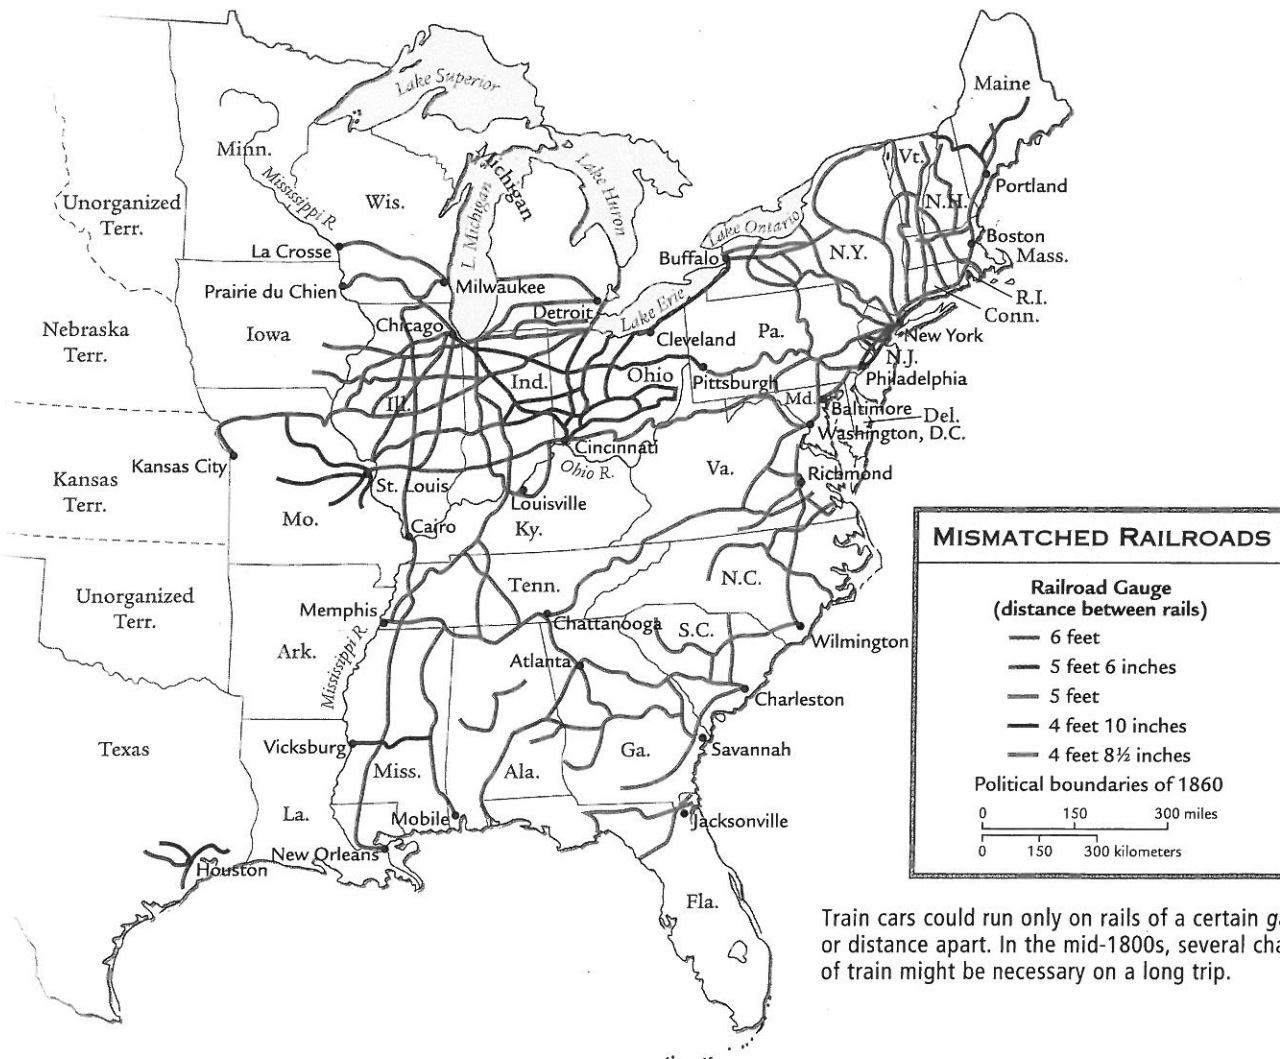 Maine
Lake Superior
Minn.
Michigan
Vt.
Lake Huron
Mississippi R.
Portland
Unorganized
Terr.
Wis.
L. Michigan
N.H.
Lake Ontario
Boston
La Crosse
Buffalo
N.Y.
Mass.
Prairie du Chien
Milwaukee
Lake Erie
R.I.
Detroit
Conn.
Nebraska
Terr.
Iowa
Chicago
Cleveland
Pa.
New York
N.J.
Ind.
Ohio
Pittsburgh
Philadelphia
Ill.
Md.
Baltimore
Del.
Washington, D.C.
Cincinnati
Kansas City
Ohio R.
Va.
Richmond
Kansas
Terr.
St. Louis
Louisville
Mo.
Cairo
Ky.
Unorganized
Terr.
Tenn.
N.C.
Memphis
Chattanooga
S.C.
Wilmington
Ark.
Mississippi R.
Atlanta
Charleston
Texas
Vicksburg
Ga.
Savannah
Miss.
Ala.
La.
Mobile
Jacksonville
New Orleans
Houston
Fla.
MISMATCHED RAILROADS
Railroad Gauge
(distance between rails)
6 feet
5 feet 6 inches
5 feet
4 feet 10 inches
4 feet 8½ inches
Political boundaries of 1860
0 150 300 miles
0 150 300 kilometers
Train cars could run only on rails of a certain
or distance apart. In the mid-1800s, several
of train might be necessary on a long trip.